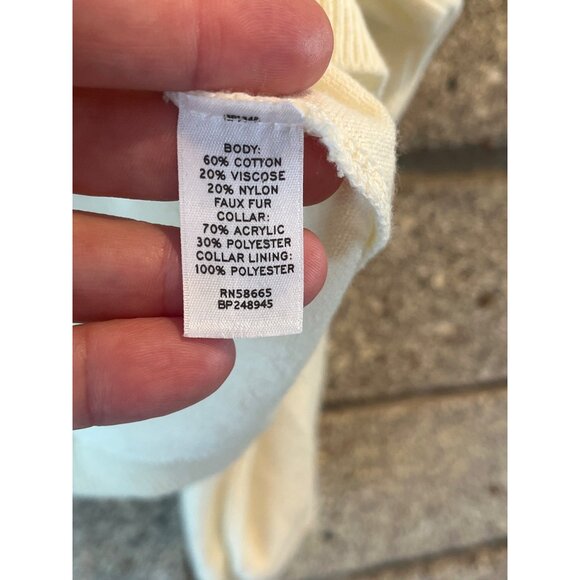 BODY:
60% COTTON
20% VISCOSE
20% NYLON
FAUX FUR
COLLAR:
70% ACRYLIC
30% POLYESTER
COLLAR LINING:
100% POLYESTER
RN58665
BP248945